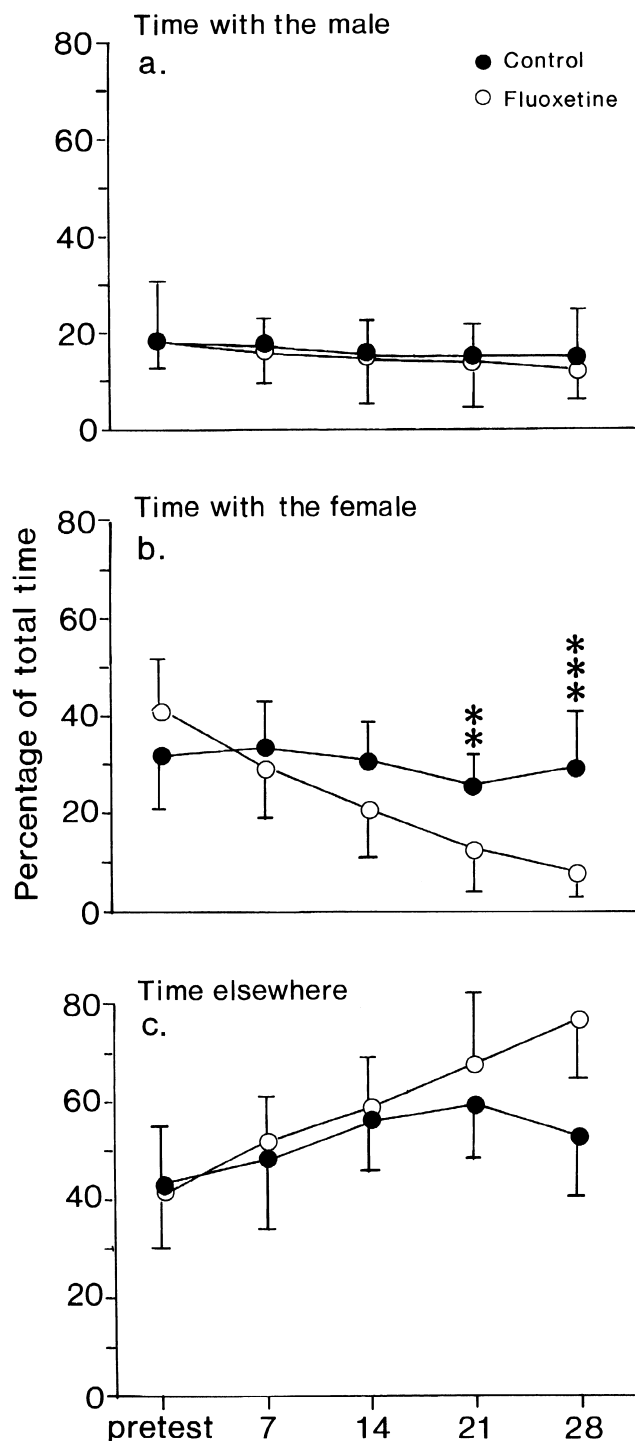 Time with the male
a.
Control
Fluoxetine
80
60
40
20
0
Time with the female
b.
80
60
40
20
0
**
***
Percentage of total time
Time elsewhere
c.
80
60
40
20
0
pretest 7 14 21 28